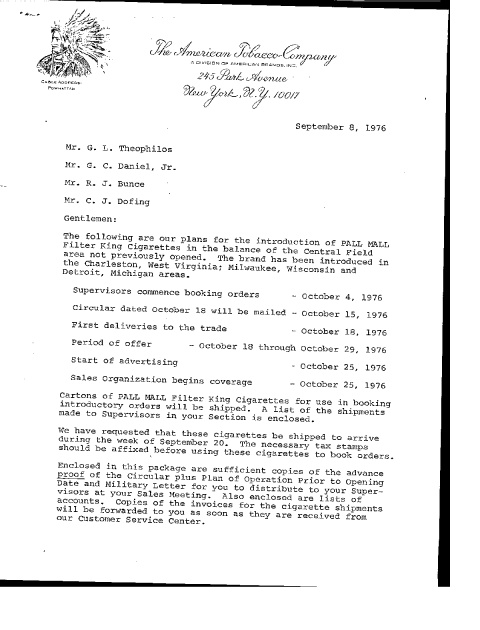 The American Tobacco Company
A DIVISION OF AMERICAN BRANDS, INC.
245 Park Avenue
New York, N.Y. 10017
CABLE ADDRESS
POWHATTAN
September 8, 1976
Mr. G. L. Theophilos
Mr. G. C. Daniel, Jr.
Mr. R. J. Bunce
Mr. C. J. Dofing
Gentlemen:
The following are our plans for the introduction of PALL MALL
Filter King Cigarettes in the balance of the Central Field
area not previously opened. The brand has been introduced in
the Charleston, West Virginia; Milwaukee, Wisconsin and
Detroit, Michigan areas.
Supervisors commence booking orders - October 4, 1976
Circular dated October 18 will be mailed - October 15, 1976
First deliveries to the trade - October 18, 1976
Period of offer - October 18 through October 29, 1976
Start of advertising - October 25, 1976
Sales Organization begins coverage - October 25, 1976
Cartons of PALL MALL Filter King Cigarettes for use in booking
introductory orders will be shipped. A list of the shipments
made to Supervisors in your Section is enclosed.
We have requested that these cigarettes be shipped to arrive
during the week of September 20. The necessary tax stamps
should be affixed before using these cigarettes to book orders.
Enclosed in this package are sufficient copies of the advance
proof of the Circular plus Plan of Operation Prior to Opening
Date and Military Letter for you to distribute to your Super-
visors at your Sales Meeting. Also enclosed are lists of
accounts. Copies of the invoices for the cigarette shipments
will be forwarded to you as soon as they are received from
our Customer Service Center.